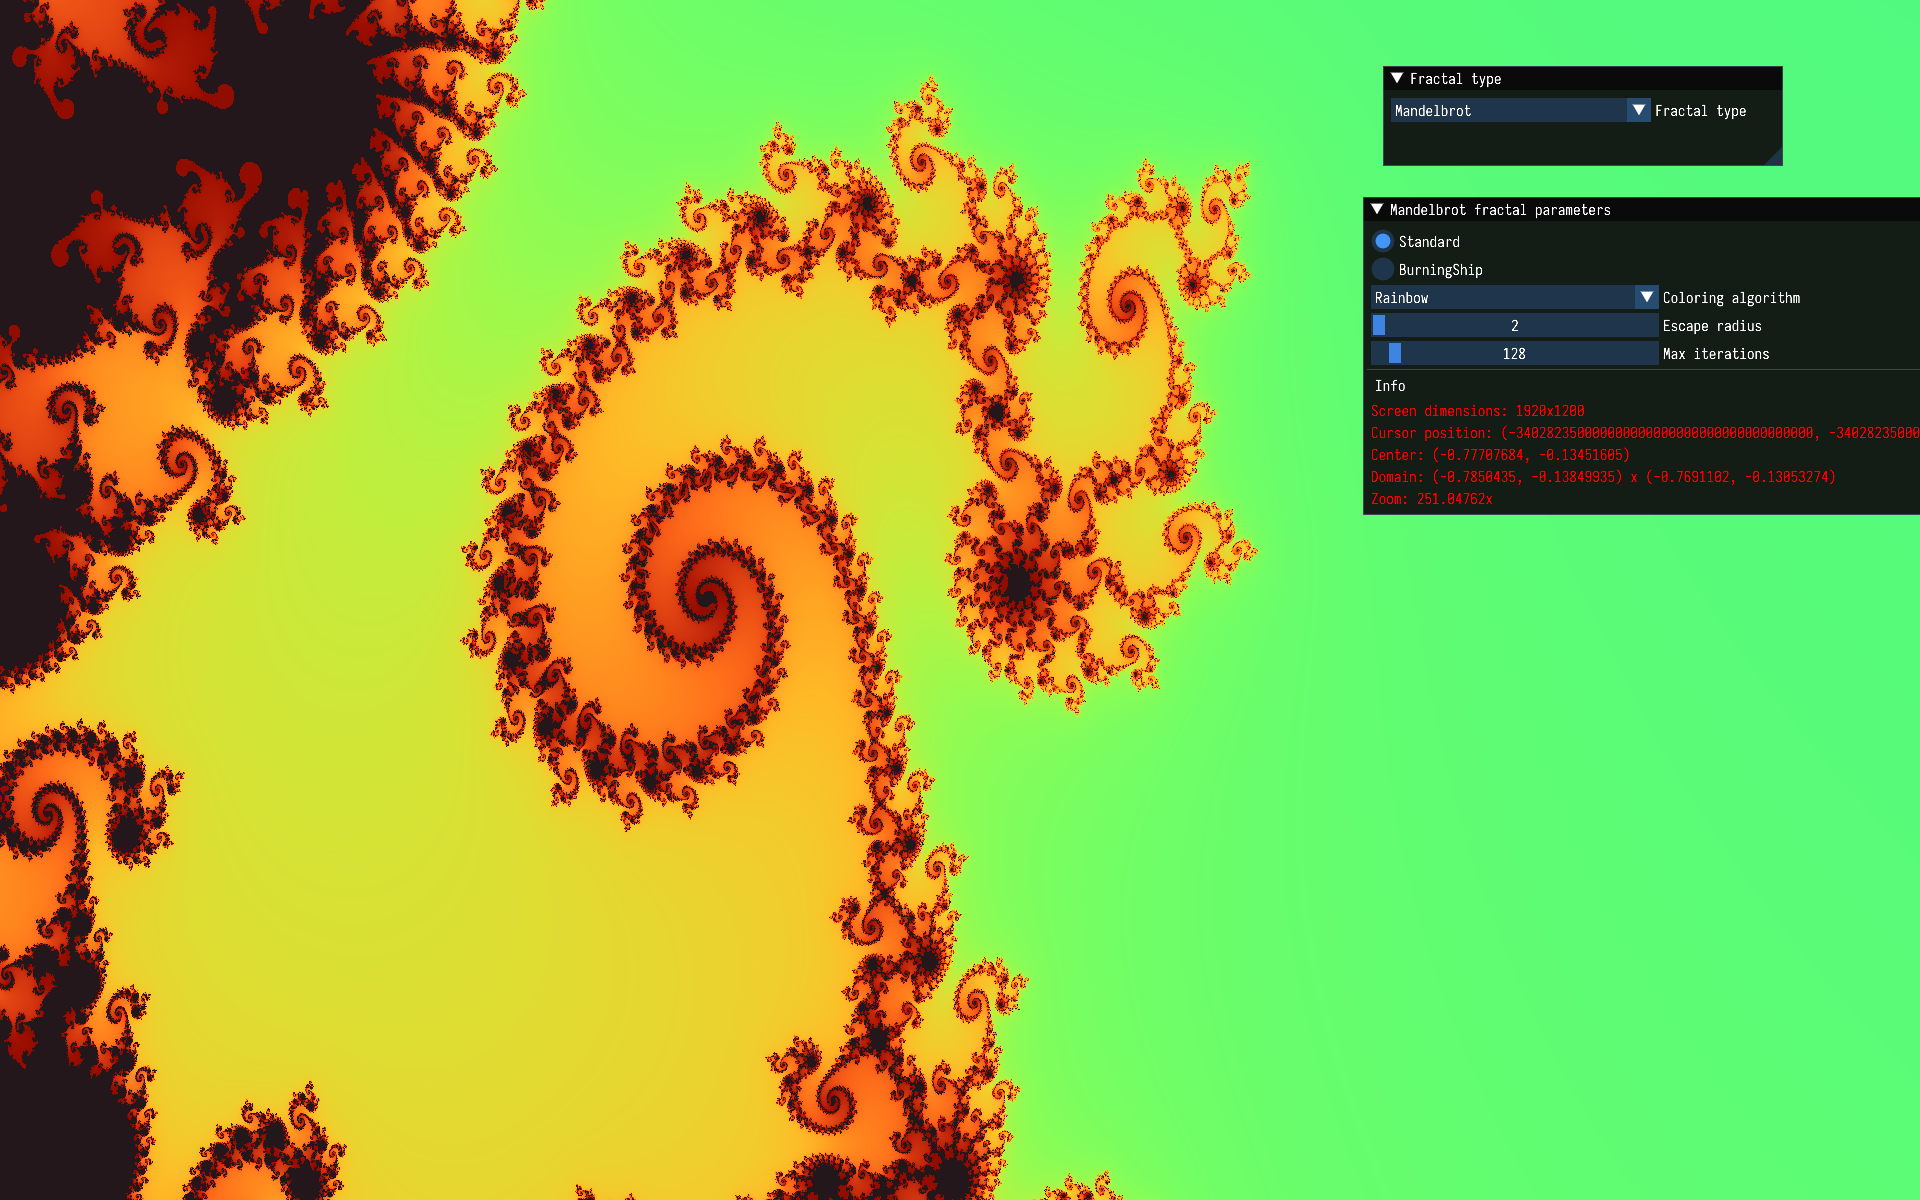 Fractal type
Mandelbrot Fractal type
Mandelbrot fractal parameters
Standard
BurningShip
Rainbow Coloring algorithm
2 Escape radius
128 Max iterations
Info
Screen dimensions: 1920x1200
Cursor position: (-340282350000000000000000000000000000000, -34028235000
Center: (-0.77707684, -0.13451605)
Domain: (-0.7850435, -0.13849935) x (-0.7691102, -0.13053274)
Zoom: 251.04762x